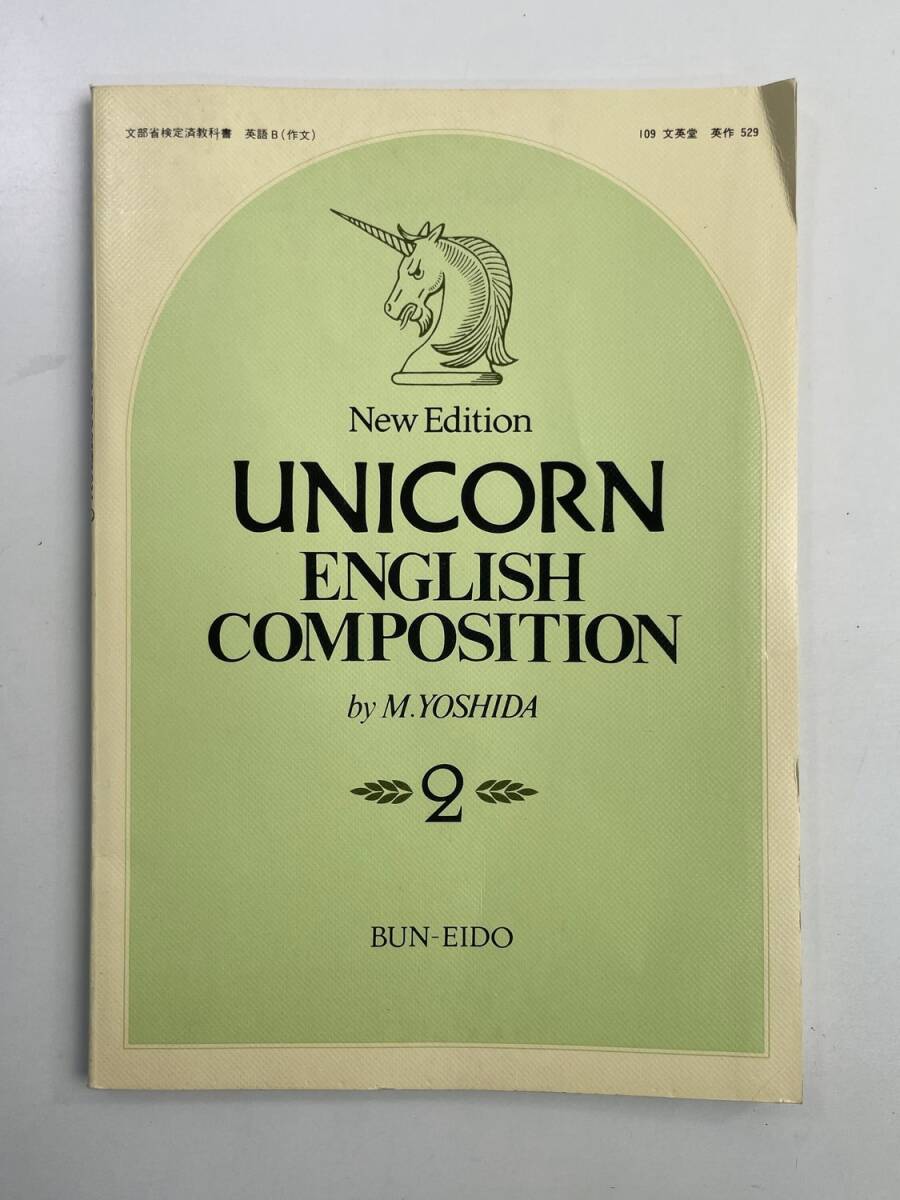 文部省検定済教科書 英語B(作文)
109 文英堂 英作 529
New Edition
UNICORN
ENGLISH
COMPOSITION
by M.YOSHIDA
2
BUN-EIDO